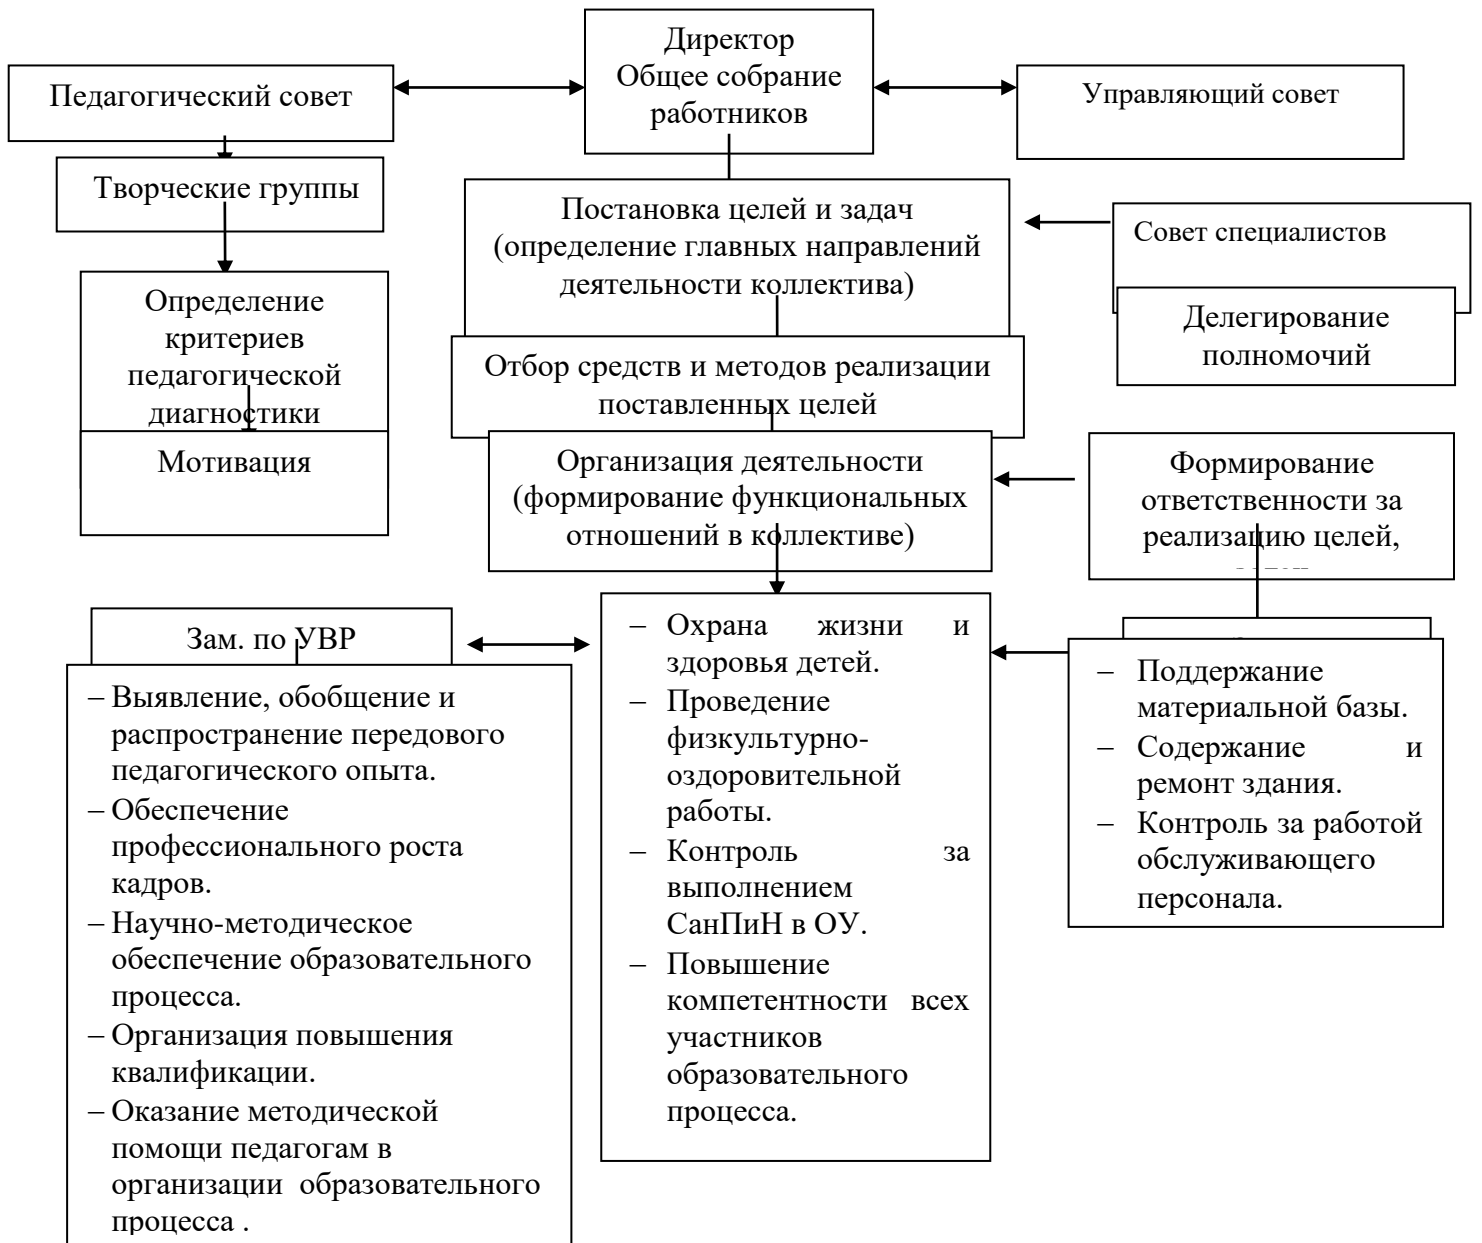 Директор
Общее собрание
работников
Педагогический совет
Управляющий совет
Творческие группы
Постановка целей и задач
(определение главных направлений
деятельности коллектива)
Совет специалистов
Определение
критериев
педагогической
диагностики
Делегирование
полномочий
Отбор средств и методов реализации
поставленных целей
Мотивация
Организация деятельности
(формирование функциональных
отношений в коллективе)
Формирование
ответственности за
реализацию целей,
Зам. по УВР
– Выявление, обобщение и
распространение передового
педагогического опыта.
– Обеспечение
профессионального роста
кадров.
– Научно-методическое
обеспечение образовательного
процесса.
– Организация повышения
квалификации.
– Оказание методической
помощи педагогам в
организации образовательного
процесса .
– Охрана жизни и
здоровья детей.
– Проведение
физкультурно-
оздоровительной
работы.
– Контроль за
выполнением
СанПиН в ОУ.
– Повышение
компетентности всех
участников
образовательного
процесса.
– Поддержание
материальной базы.
– Содержание и
ремонт здания.
– Контроль за работой
обслуживающего
персонала.